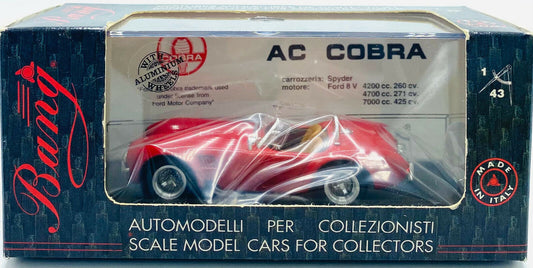 Bang
WITH
ALUMINIUM
WHEELS
COBRA
AC COBRA
trademark used
under license from
Ford Motor Company"
carrozzeria: Spyder
motore: Ford 8 V
4200 cc. 260 cv.
4700 cc. 271 cv.
7000 cc. 425 cv.
1
43
MADE
IN ITALY
AUTOMODELLI PER COLLEZIONISTI
SCALE MODEL CARS FOR COLLECTORS